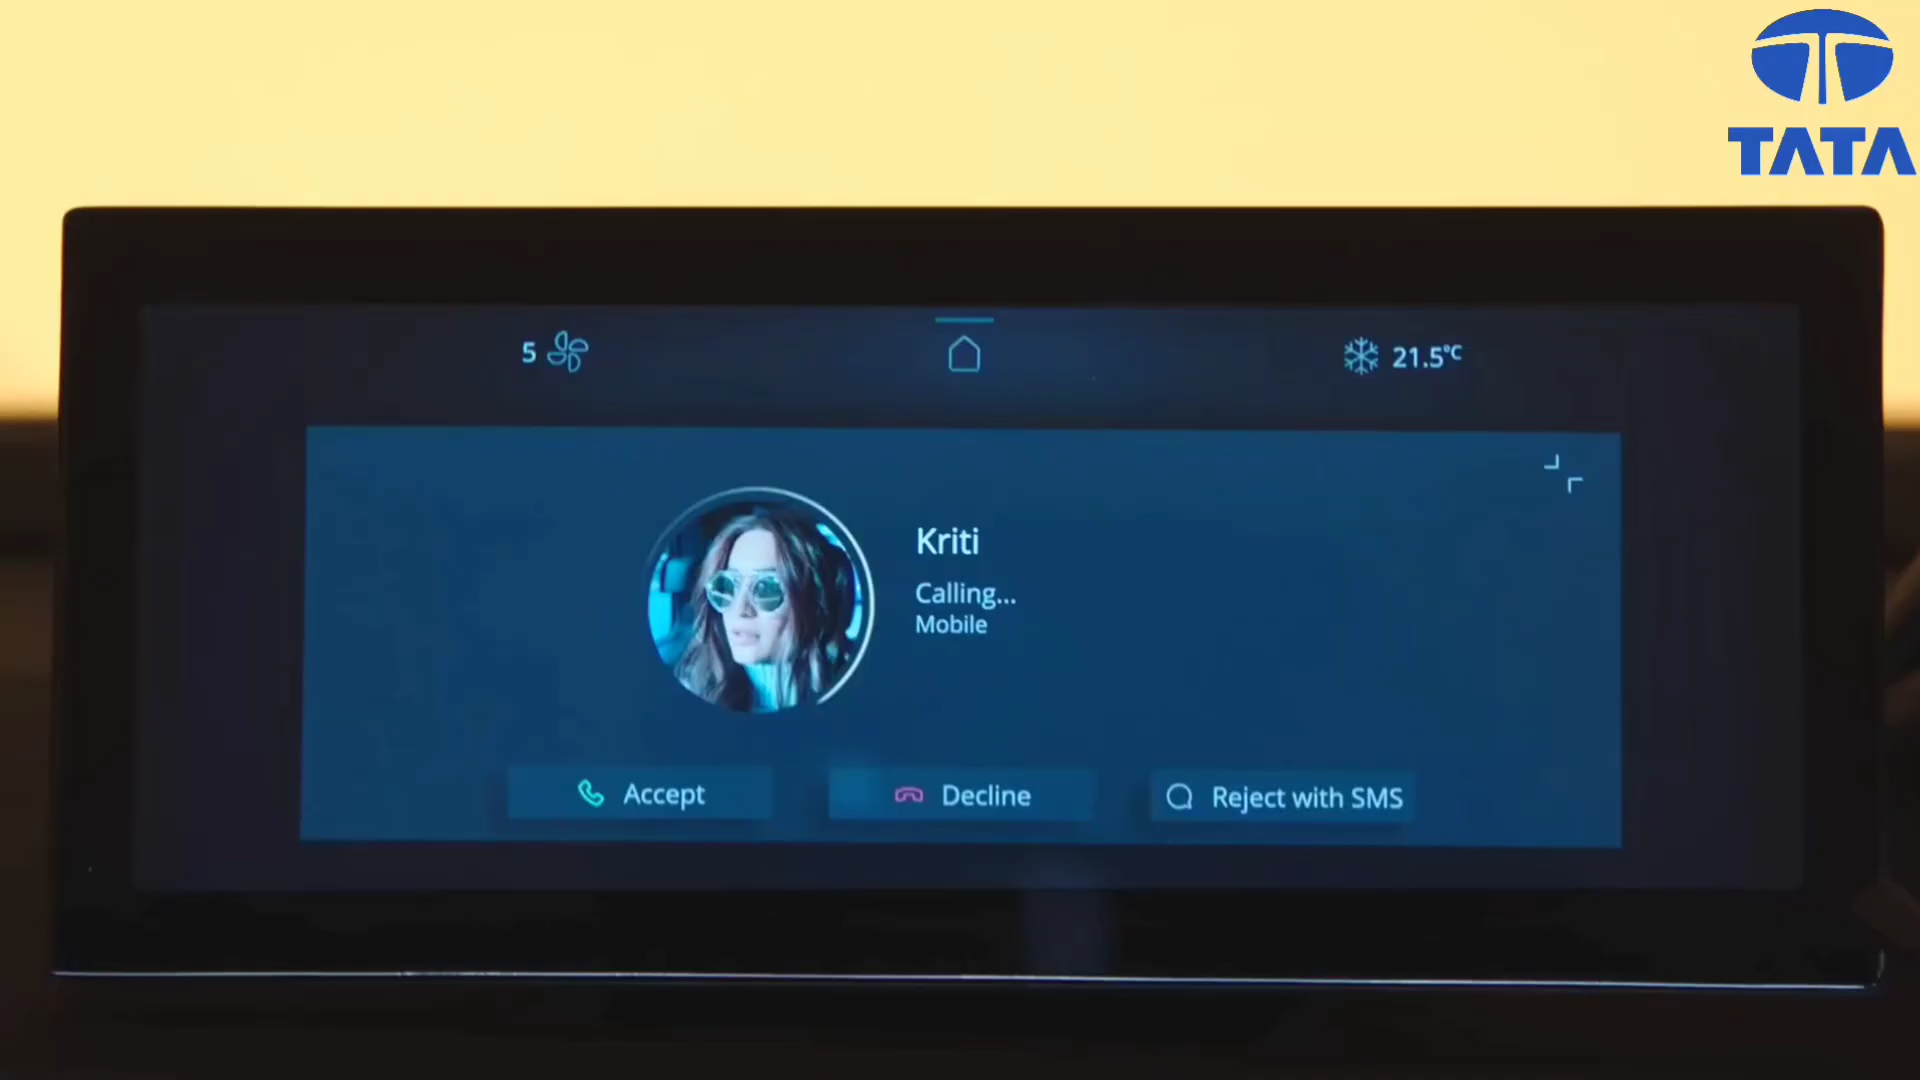 TATA
5
21.5°C
Kriti
Calling...
Mobile
Accept
Decline
Reject with SMS